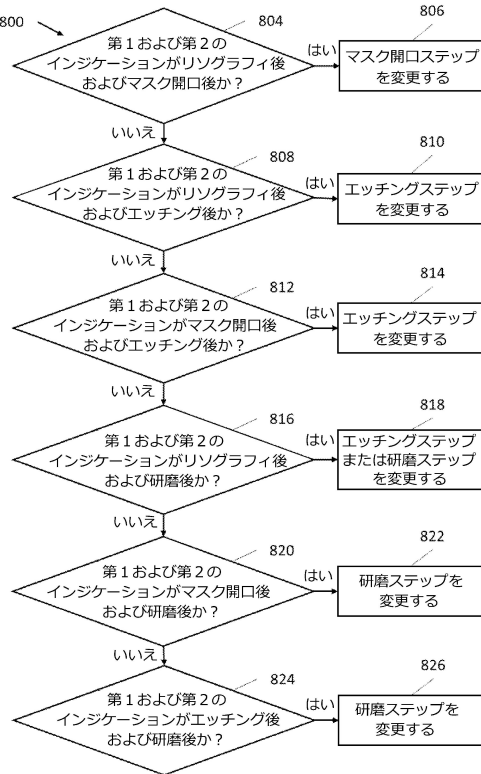 800
804
第１および第２の
インジケーションがリソグラフィ後
およびマスク開口後か？
はい
806
マスク開口ステップ
を変更する
いいえ
808
第１および第２の
インジケーションがリソグラフィ後
およびエッチング後か？
はい
810
エッチングステップ
を変更する
いいえ
812
第１および第２の
インジケーションがマスク開口後
およびエッチング後か？
はい
814
エッチングステップ
を変更する
いいえ
816
第１および第２の
インジケーションがリソグラフィ後
および研磨後か？
はい
818
エッチングステップ
または研磨ステップ
を変更する
いいえ
820
第１および第２の
インジケーションがマスク開口後
および研磨後か？
はい
822
研磨ステップを
変更する
いいえ
824
第１および第２の
インジケーションがエッチング後
および研磨後か？
はい
826
研磨ステップを
変更する